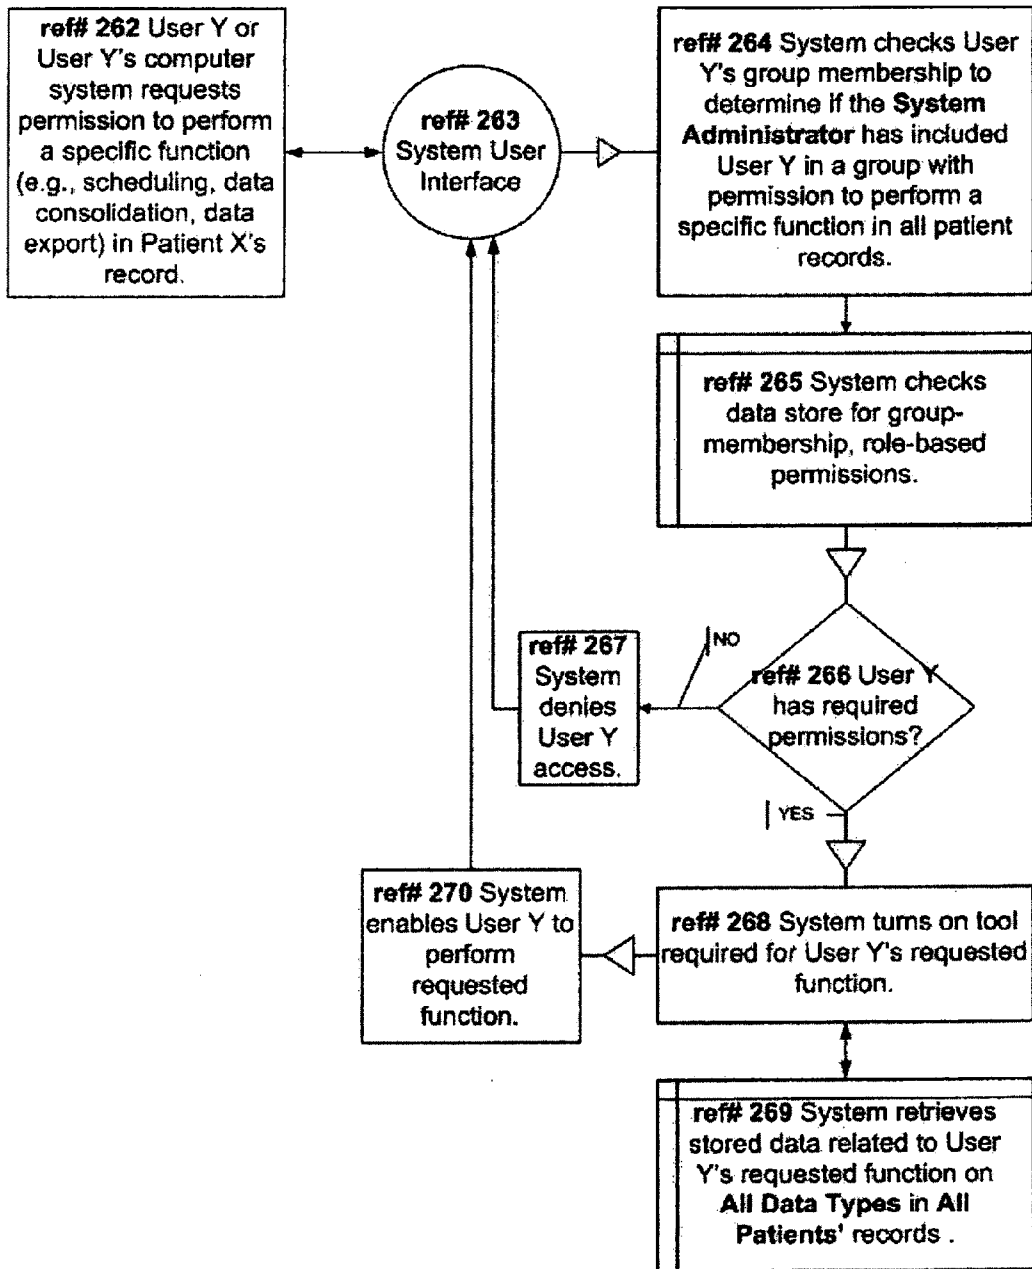 ref# 262 User Y or
User Y's computer
system requests
permission to perform
a specific function
(e.g., scheduling, data
consolidation, data
export) in Patient X's
record.
ref# 263
System User
Interface
ref# 264 System checks User
Y's group membership to
determine if the System
Administrator has included
User Y in a group with
permission to perform a
specific function in all patient
records.
ref# 265 System checks
data store for group-
membership, role-based
permissions.
ref# 266 User Y
has required
permissions?
NO
ref# 267
System
denies
User Y
access.
YES
ref# 268 System turns on tool
required for User Y's requested
function.
ref# 270 System
enables User Y to
perform
requested
function.
ref# 269 System retrieves
stored data related to User
Y's requested function on
All Data Types in All
Patients' records .